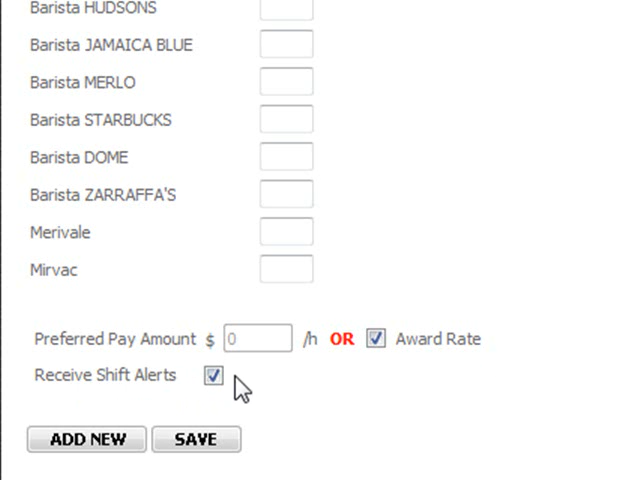 Barista HUDSONS
Barista JAMAICA BLUE
Barista MERLO
Barista STARBUCKS
Barista DOME
Barista ZARRAFFA'S
Merivale
Mirvac
Preferred Pay Amount $ 0 /h OR Award Rate
Receive Shift Alerts
ADD NEW SAVE